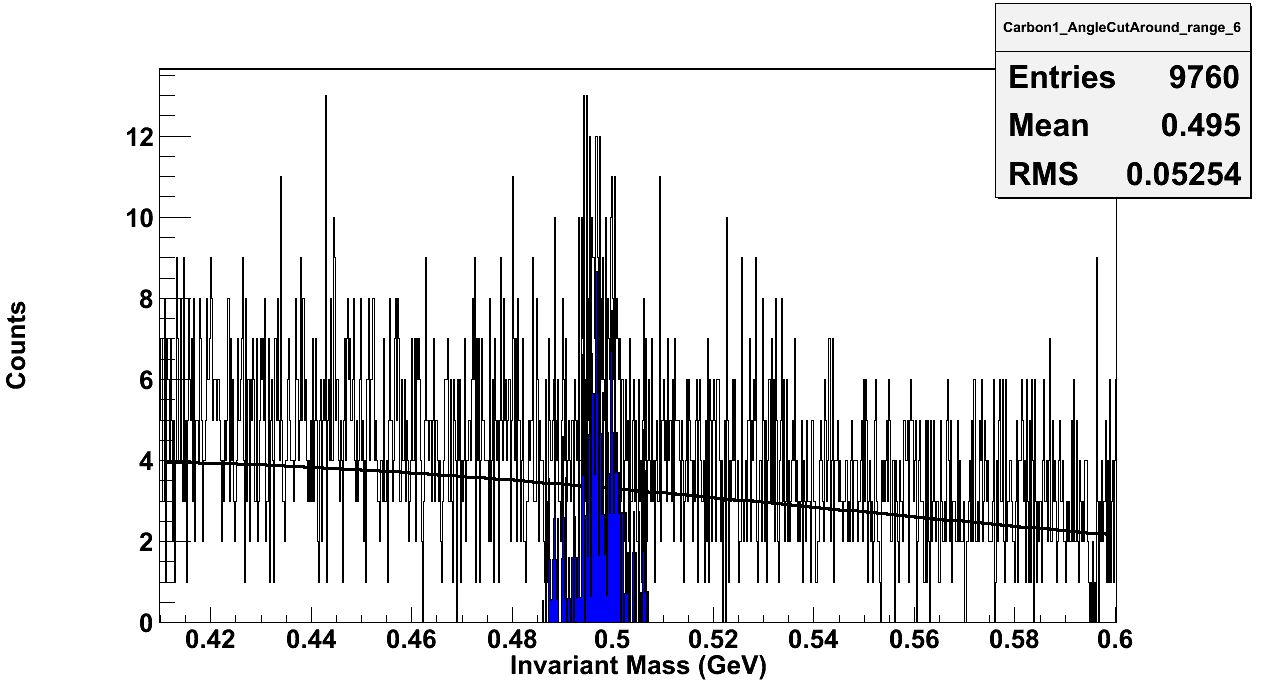 Carbon1_AngleCutAround_range_6
Entries 9760
Mean 0.495
RMS 0.05254
Counts
12
10
8
6
4
2
0
0.42 0.44 0.46 0.48 0.5 0.52 0.54 0.56 0.58 0.6
Invariant Mass (GeV)